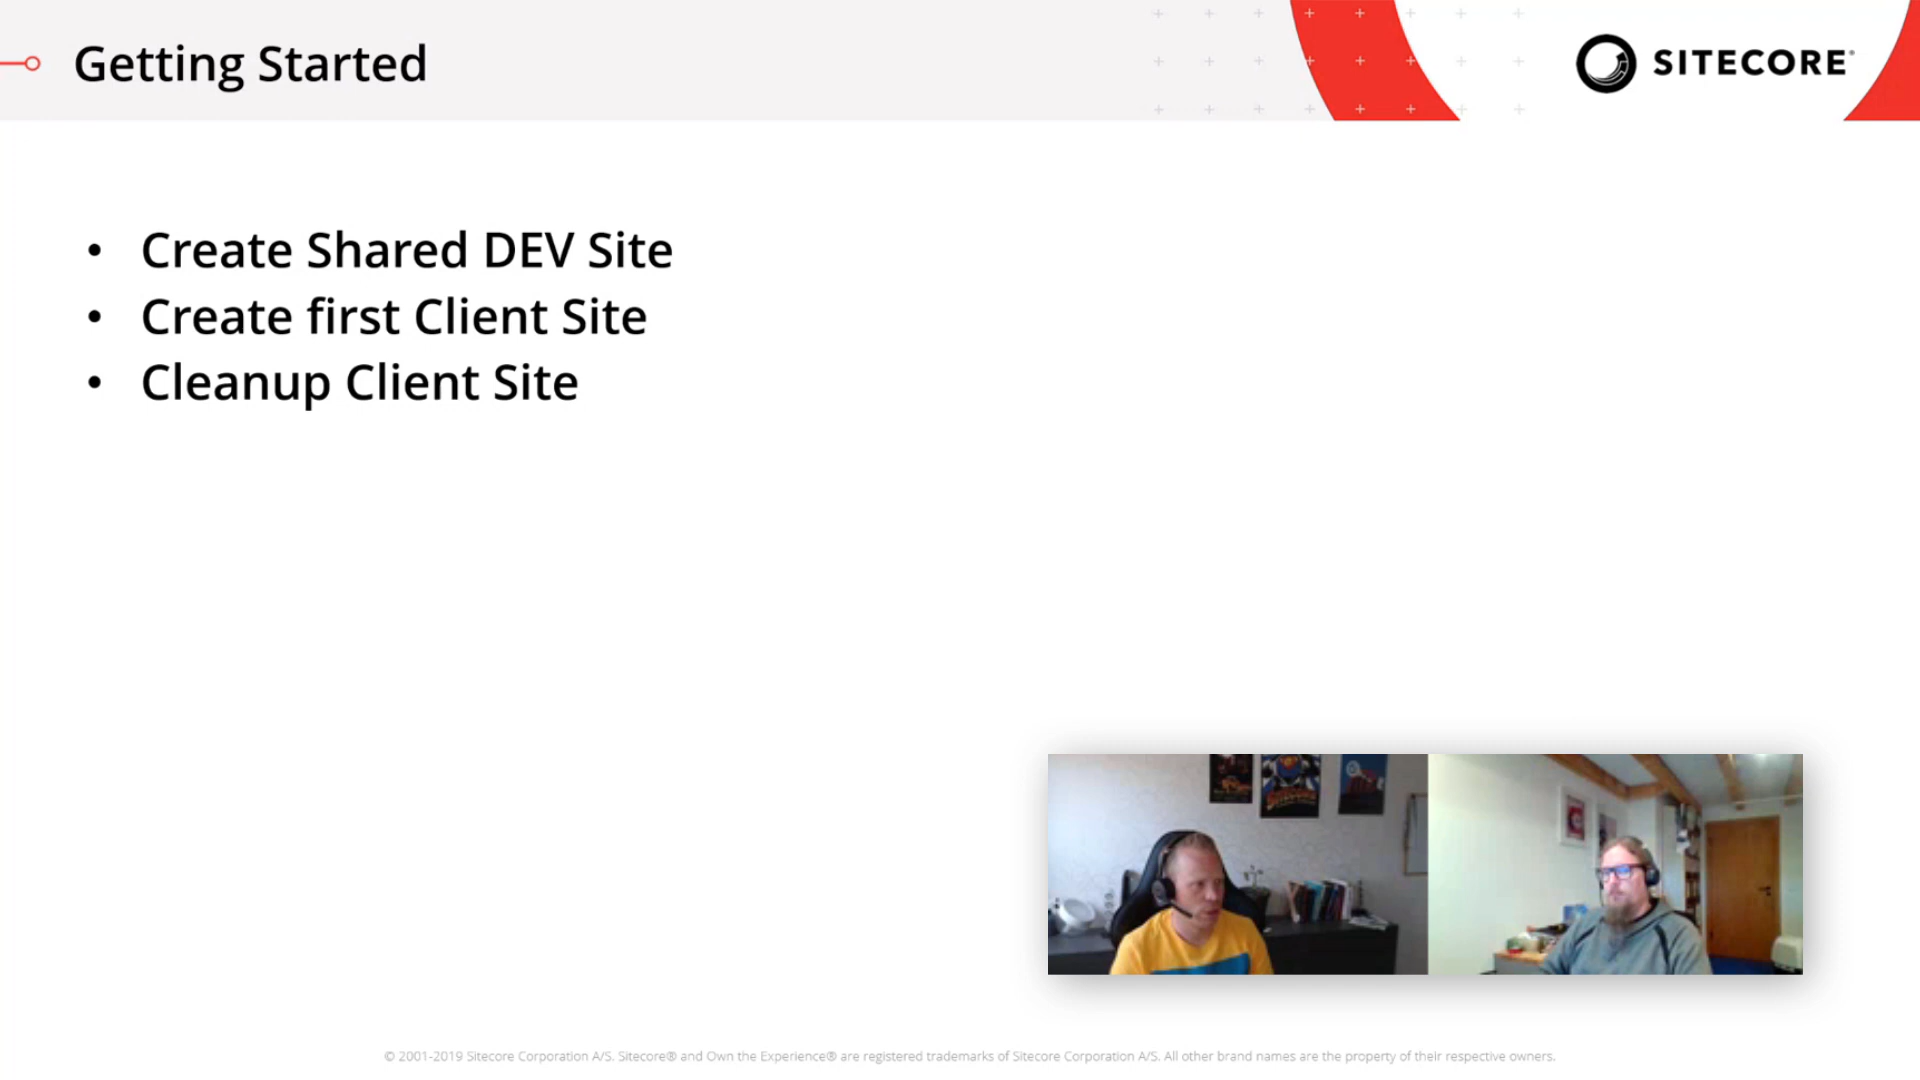 Getting Started
SITECORE®
• Create Shared DEV Site
• Create first Client Site
• Cleanup Client Site
© 2001-2019 Sitecore Corporation A/S. Sitecore® and Own the Experience® are registered trademarks of Sitecore Corporation A/S. All other brand names are the property of their respective owners.